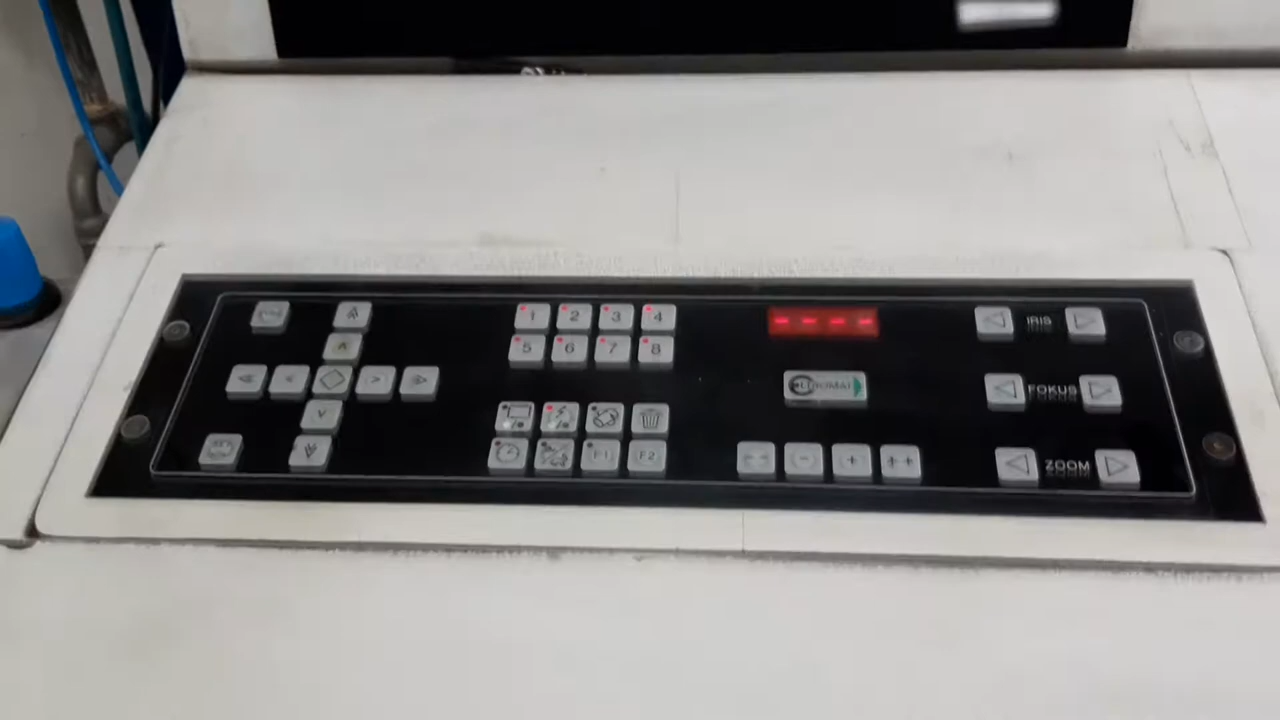 1 2 3 4
5 6 7 8
F1 F2
- - - -
- + ++
IRIS
FOKUS
ZOOM